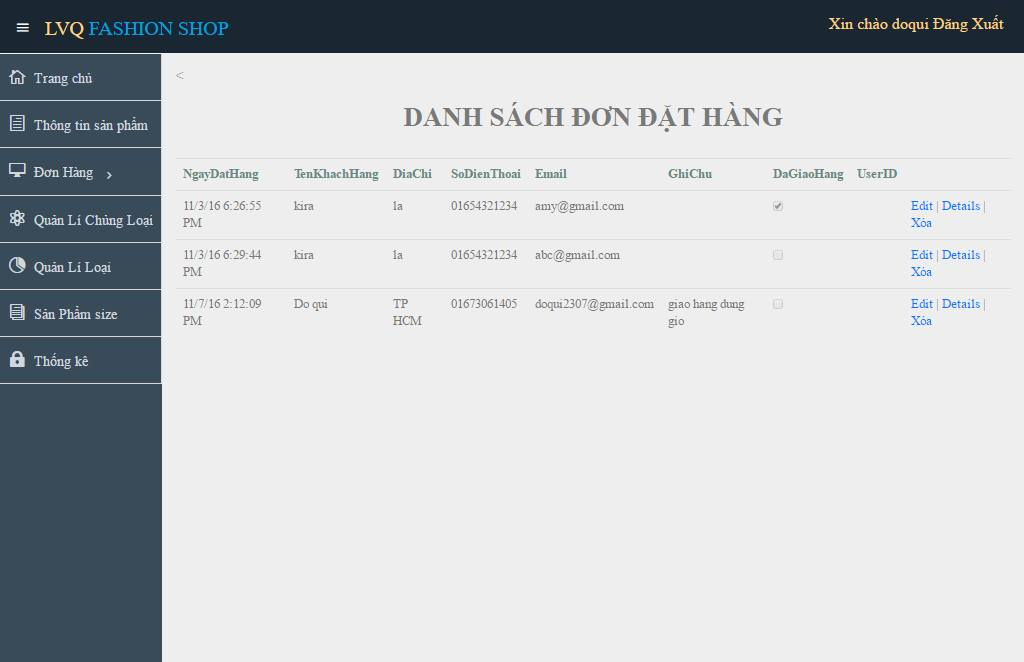 LVQ FASHION SHOP
Xin chào doqui Đăng Xuất
Trang chủ
Thông tin sản phẩm
Đơn Hàng
Quản Lí Chủng Loại
Quản Lí Loại
Sản Phẩm size
Thống kê
<
DANH SÁCH ĐƠN ĐẶT HÀNG
NgayDatHang TenKhachHang DiaChi SoDienThoai Email GhiChu DaGiaoHang UserID
11/3/16 6:26:55 kira 1a 01654321234 amy@gmail.com Edit | Details |
PM Xóa
11/3/16 6:29:44 kira 1a 01654321234 abc@gmail.com Edit | Details |
PM Xóa
11/7/16 2:12:09 Do qui TP 01673061405 doqui2307@gmail.com giao hang dung Edit | Details |
PM HCM gio Xóa